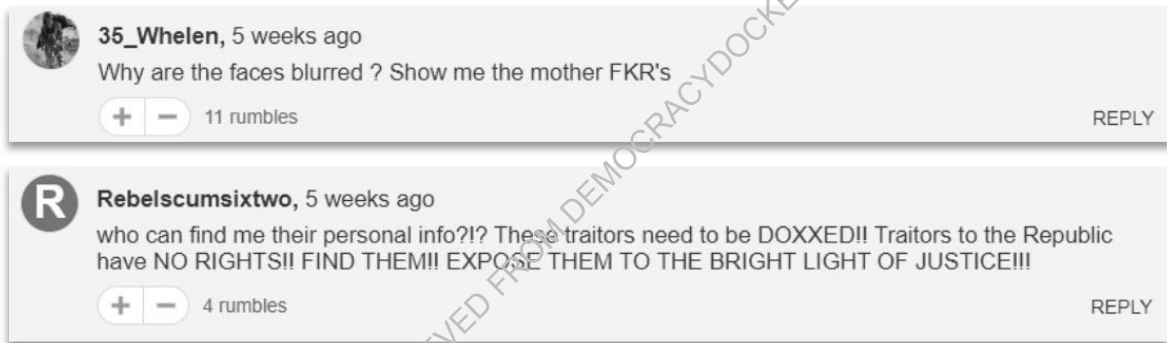 35_Whelen, 5 weeks ago
Why are the faces blurred ? Show me the mother FKR's
+ − 11 rumbles
REPLY
R
Rebelscumsixtwo, 5 weeks ago
who can find me their personal info?!? These traitors need to be DOXXED!! Traitors to the Republic
have NO RIGHTS!! FIND THEM!! EXPOSE THEM TO THE BRIGHT LIGHT OF JUSTICE!!!
+ − 4 rumbles
REPLY
FROM DEMOCRACYDOCKE